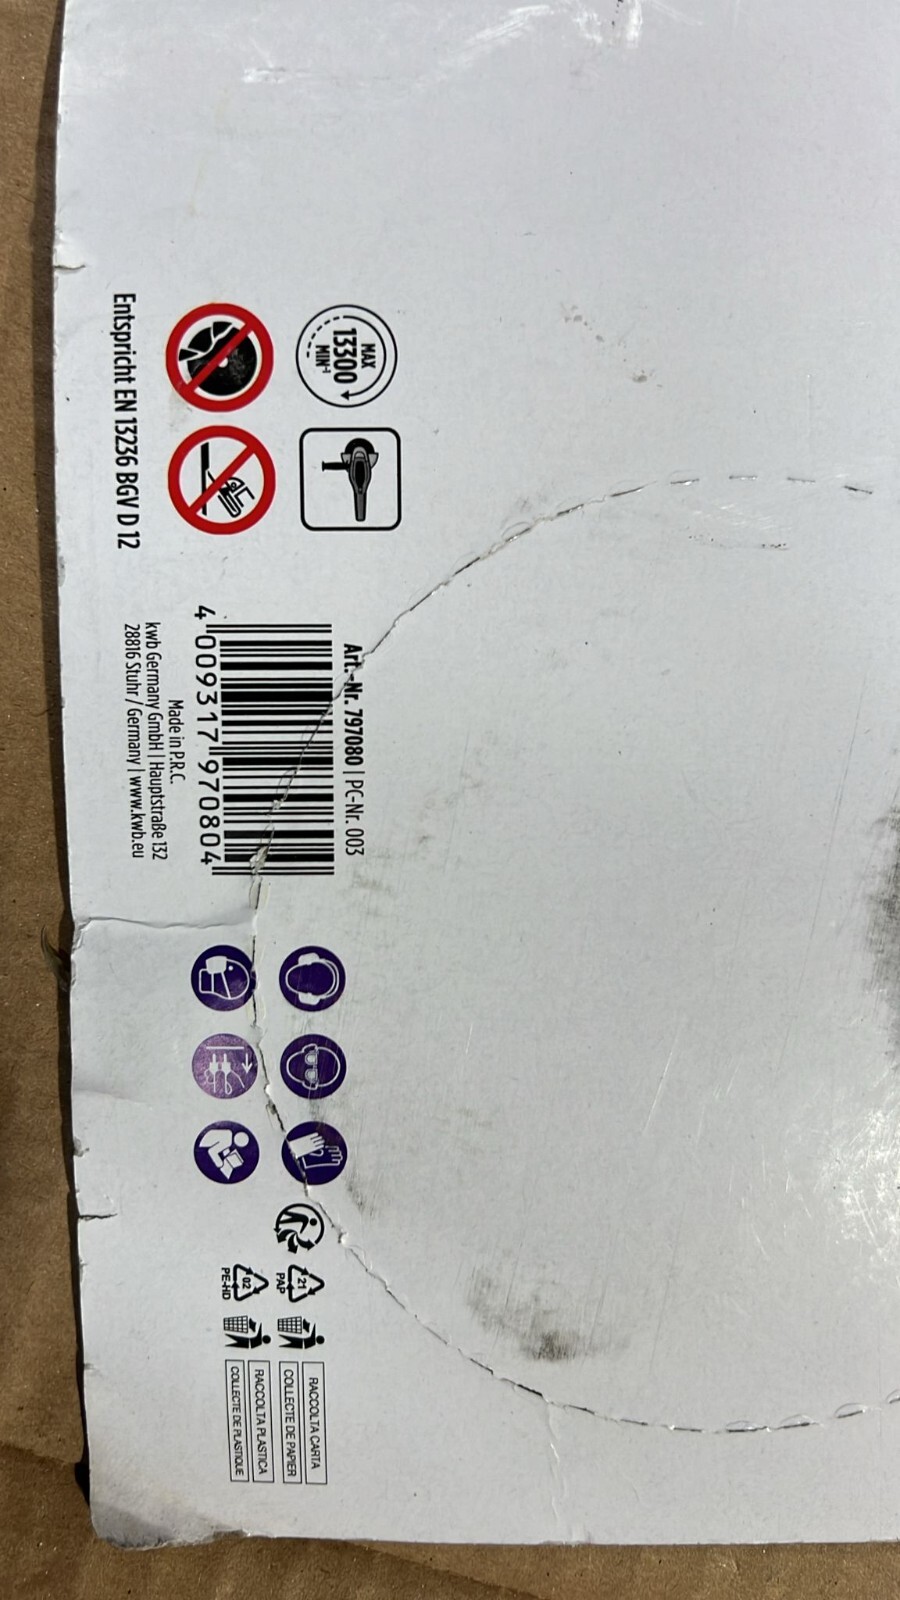 MAX
13300
MIN⁻¹
Entspricht EN 13236 BGV D 12
Art.-Nr. 797080 | PC-Nr. 003
4 009317 970804
Made in P.R.C.
kwb Germany GmbH | Hauptstraße 132
28816 Stuhr / Germany | www.kwb.eu
21
PAP
RACCOLTA CARTA
COLLECTE DE PAPIER
02
PE-HD
RACCOLTA PLASTICA
COLLECTE DE PLASTIQUE